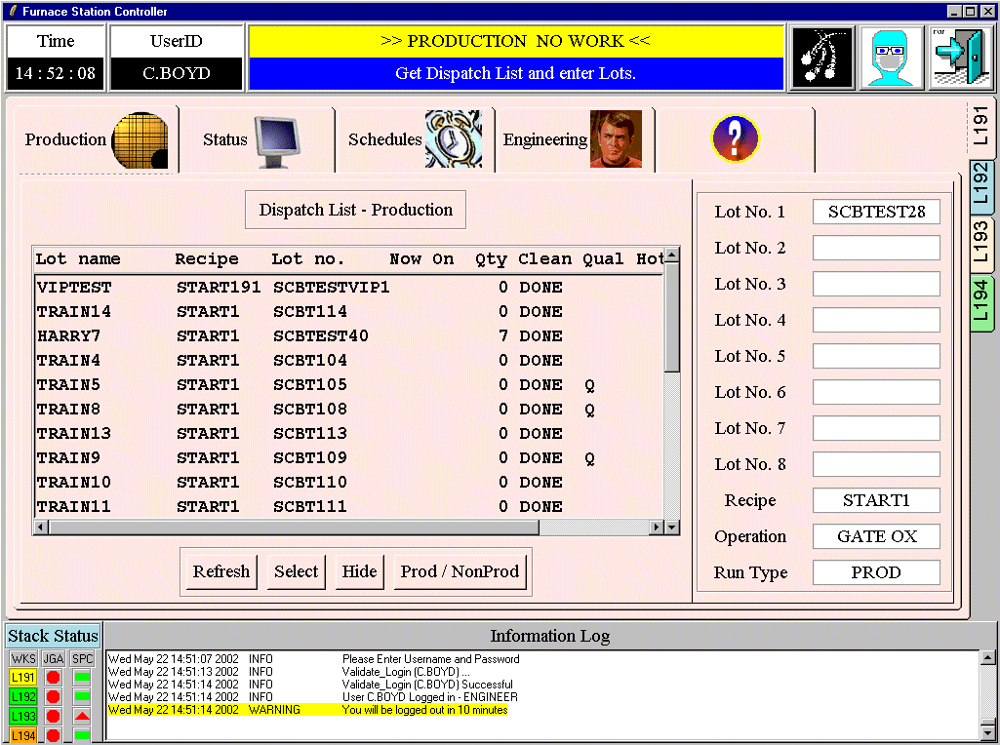 Furnace Station Controller
Time
UserID
>> PRODUCTION NO WORK <<
14 : 52 : 08
C.BOYD
Get Dispatch List and enter Lots.
EXIT
Production
Status
Schedules
Engineering
?
L191
L192
L193
L194
Dispatch List - Production
Lot name Recipe Lot no. Now On Qty Clean Qual Hot
VIPTEST START191 SCBTESTVIP1 0 DONE
TRAIN14 START1 SCBT114 0 DONE
HARRY7 START1 SCBTEST40 7 DONE
TRAIN4 START1 SCBT104 0 DONE
TRAIN5 START1 SCBT105 0 DONE Q
TRAIN8 START1 SCBT108 0 DONE Q
TRAIN13 START1 SCBT113 0 DONE
TRAIN9 START1 SCBT109 0 DONE Q
TRAIN10 START1 SCBT110 0 DONE
TRAIN11 START1 SCBT111 0 DONE
Refresh Select Hide Prod / NonProd
Lot No. 1 SCBTEST28
Lot No. 2
Lot No. 3
Lot No. 4
Lot No. 5
Lot No. 6
Lot No. 7
Lot No. 8
Recipe START1
Operation GATE OX
Run Type PROD
Stack Status
WKS JGA SPC
L191
L192
L193
L194
Information Log
Wed May 22 14:51:07 2002 INFO Please Enter Username and Password
Wed May 22 14:51:13 2002 INFO Validate_Login (C.BOYD) ...
Wed May 22 14:51:14 2002 INFO Validate_Login (C.BOYD) Successful
Wed May 22 14:51:14 2002 INFO User C.BOYD Logged in - ENGINEER
Wed May 22 14:51:14 2002 WARNING You will be logged out in 10 minutes